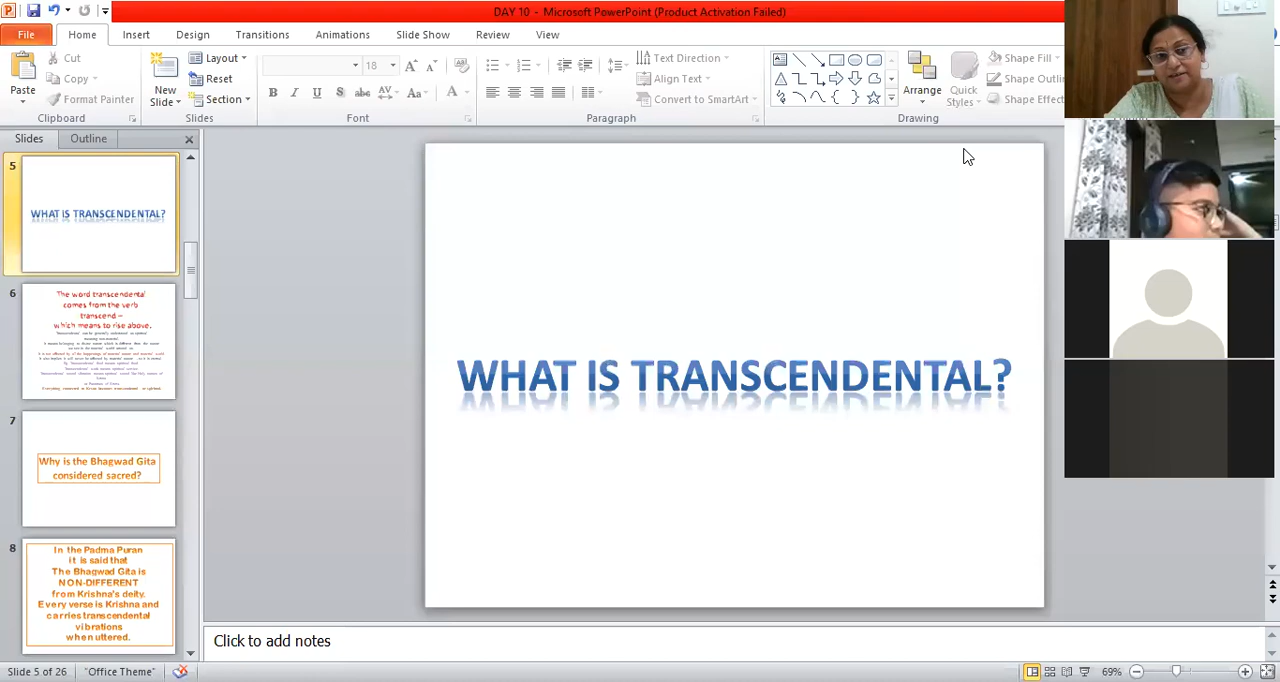 DAY 10 - Microsoft PowerPoint (Product Activation Failed)
File Home Insert Design Transitions Animations Slide Show Review View
Paste
Cut
Copy
Format Painter
Clipboard
New Slide
Layout
Reset
Section
Slides
18
Font
Text Direction
Align Text
Convert to SmartArt
Paragraph
Arrange
Quick Styles
Shape Fill
Shape Outli
Shape Effect
Drawing
Slides Outline
5
WHAT IS TRANSCENDENTAL?
6
The word transcendental
comes from the verb
transcend –
which means to rise above.
7
Why is the Bhagwad Gita
considered sacred?
8
In the Padma Puran
it is said that
The Bhagwad Gita is
NON-DIFFERENT
from Krishna's deity.
Every verse is Krishna and
carries transcendental
vibrations
when uttered.
WHAT IS TRANSCENDENTAL?
Click to add notes
Slide 5 of 26 "Office Theme" 69%